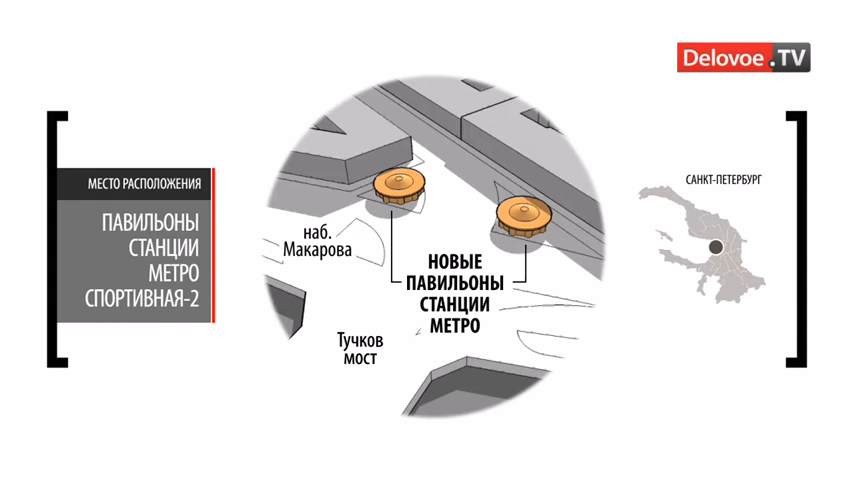 Delovoe.TV
МЕСТО РАСПОЛОЖЕНИЯ
ПАВИЛЬОНЫ
СТАНЦИИ
МЕТРО
СПОРТИВНАЯ-2
наб.
Макарова
НОВЫЕ
ПАВИЛЬОНЫ
СТАНЦИИ
МЕТРО
Тучков
мост
САНКТ-ПЕТЕРБУРГ